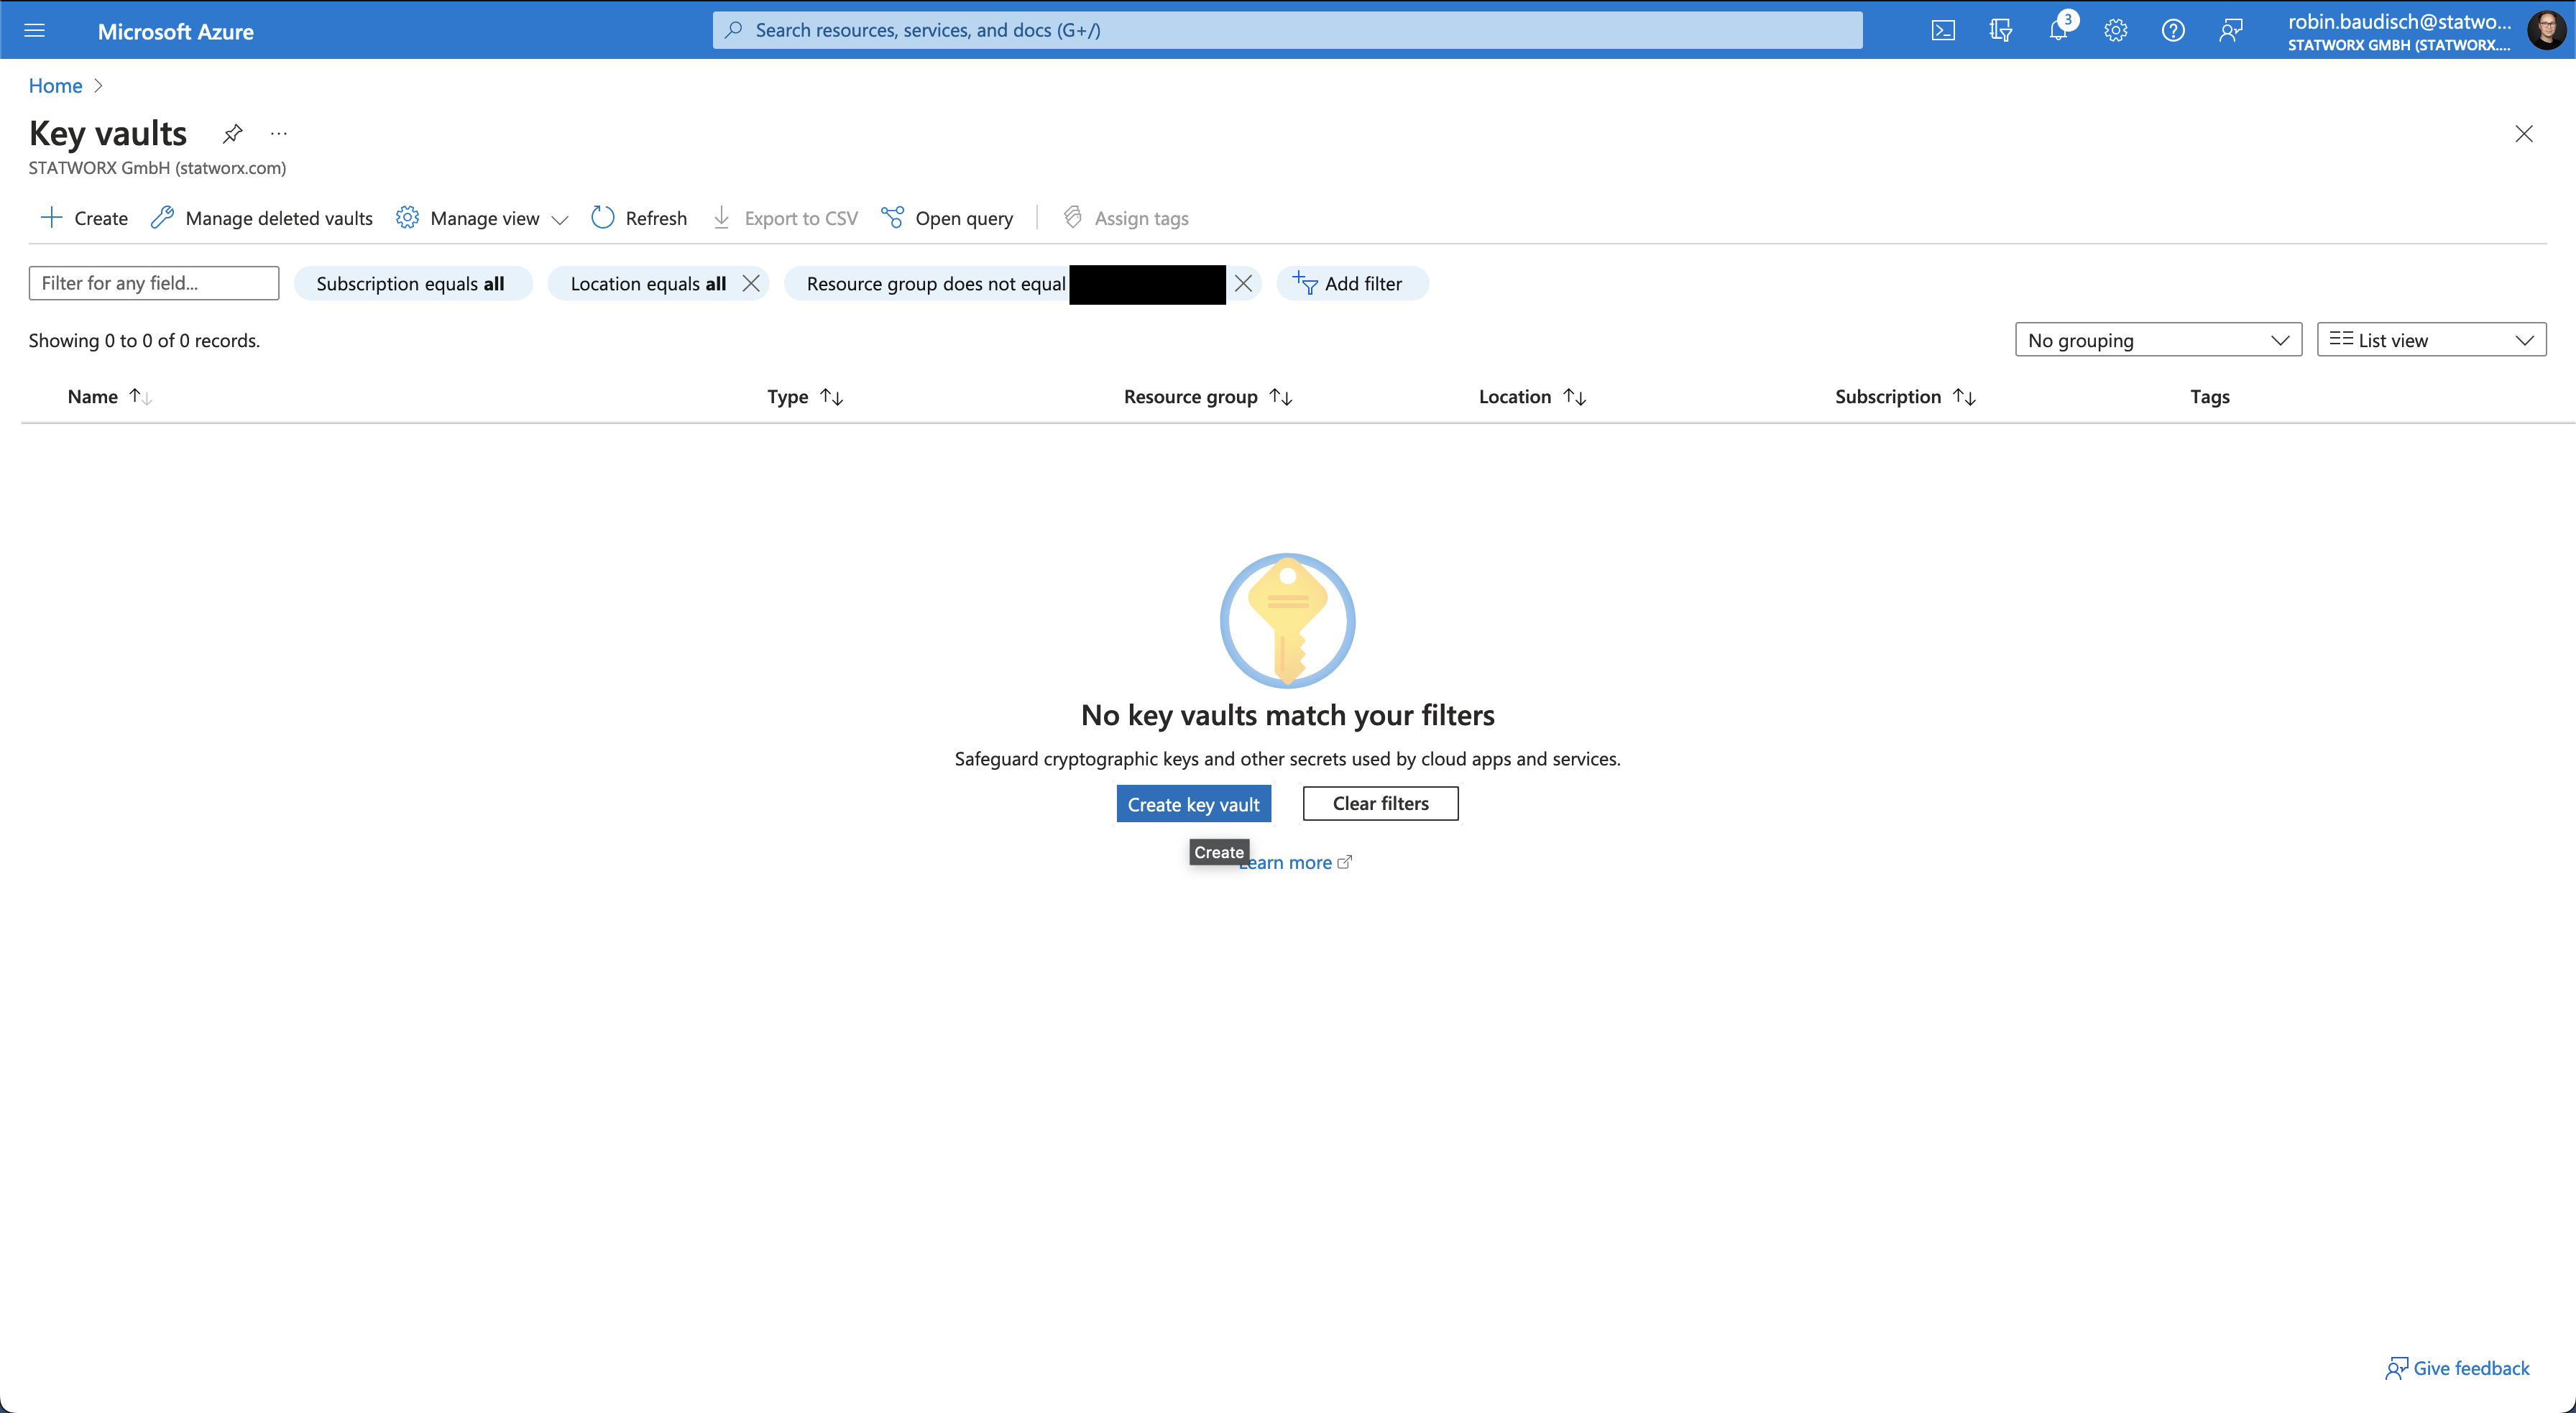 Microsoft Azure
Search resources, services, and docs (G+/)
3
robin.baudisch@statwo...
STATWORX GMBH (STATWORX....
Home
Key vaults
STATWORX GmbH (statworx.com)
Create
Manage deleted vaults
Manage view
Refresh
Export to CSV
Open query
Assign tags
Filter for any field...
Subscription equals all
Location equals all
Resource group does not equal
Add filter
Showing 0 to 0 of 0 records.
No grouping
List view
Name
Type
Resource group
Location
Subscription
Tags
No key vaults match your filters
Safeguard cryptographic keys and other secrets used by cloud apps and services.
Create key vault
Clear filters
Create
Learn more
Give feedback